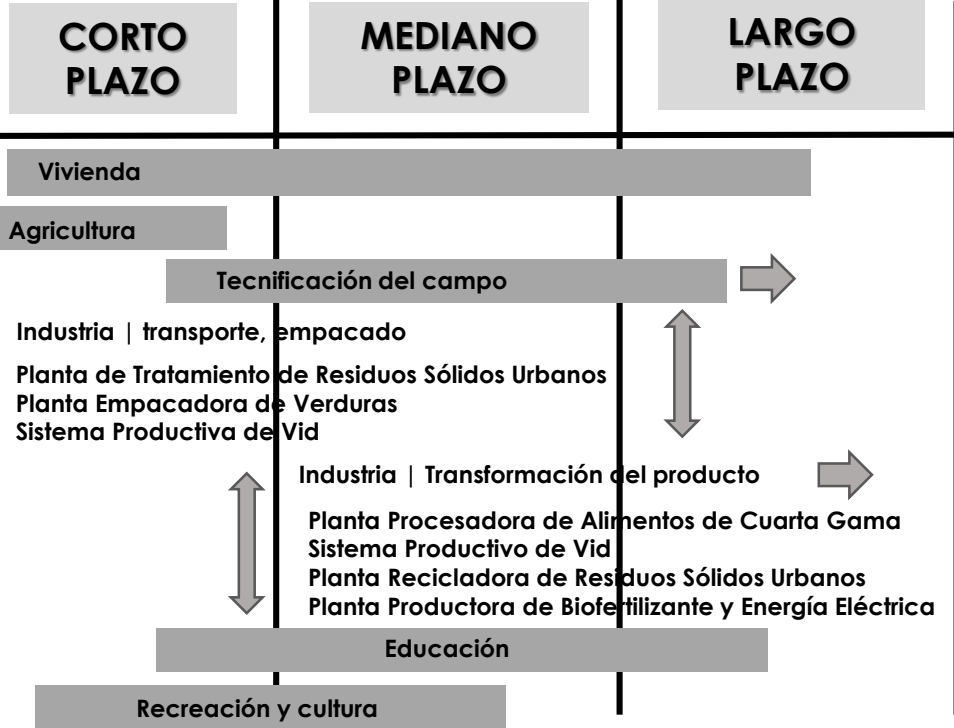 CORTO
PLAZO
MEDIANO
PLAZO
LARGO
PLAZO
Vivienda
Agricultura
Tecnificación del campo
Industria | transporte, empacado
Planta de Tratamiento de Residuos Sólidos Urbanos
Planta Empacadora de Verduras
Sistema Productiva de Vid
Industria | Transformación del producto
Planta Procesadora de Alimentos de Cuarta Gama
Sistema Productivo de Vid
Planta Recicladora de Residuos Sólidos Urbanos
Planta Productora de Biofertilizante y Energía Eléctrica
Educación
Recreación y cultura